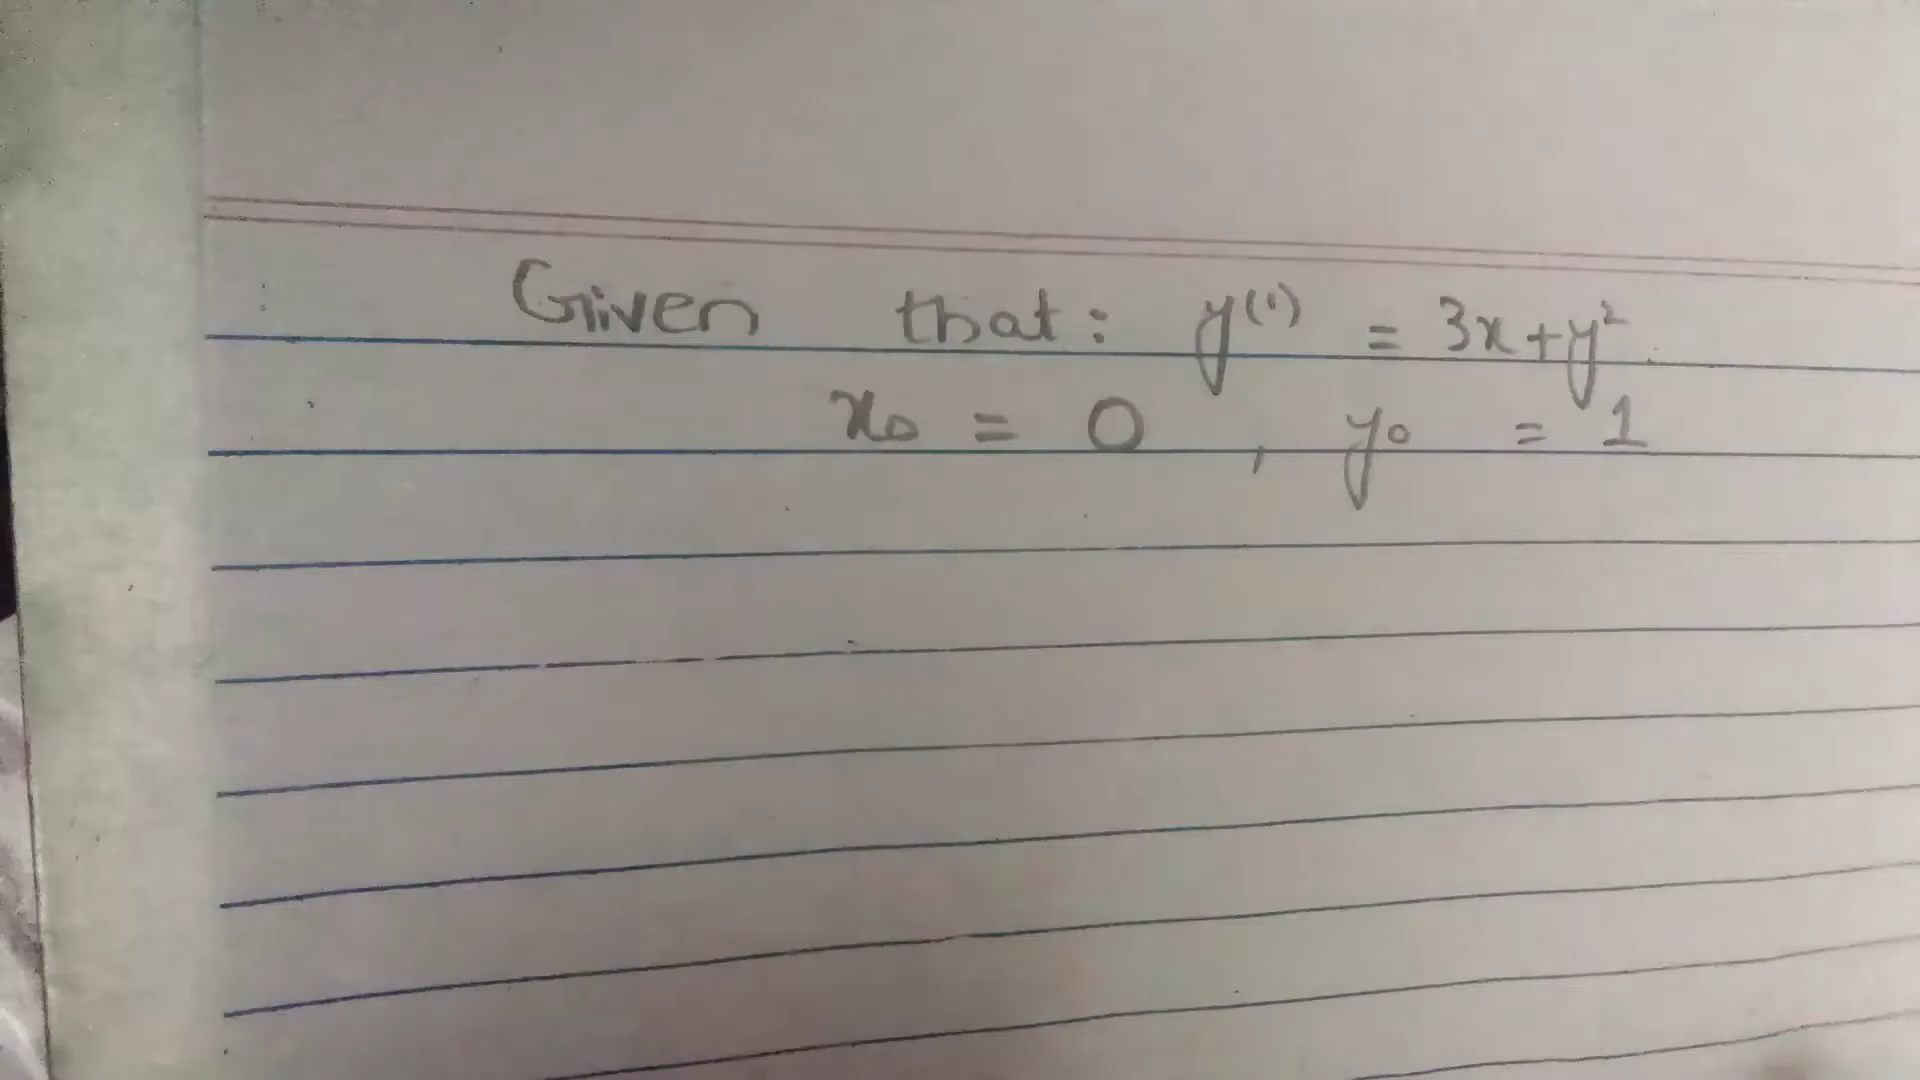 Given that: y⁽¹⁾ = 3x+y².
x₀ = 0 , y₀ = 1